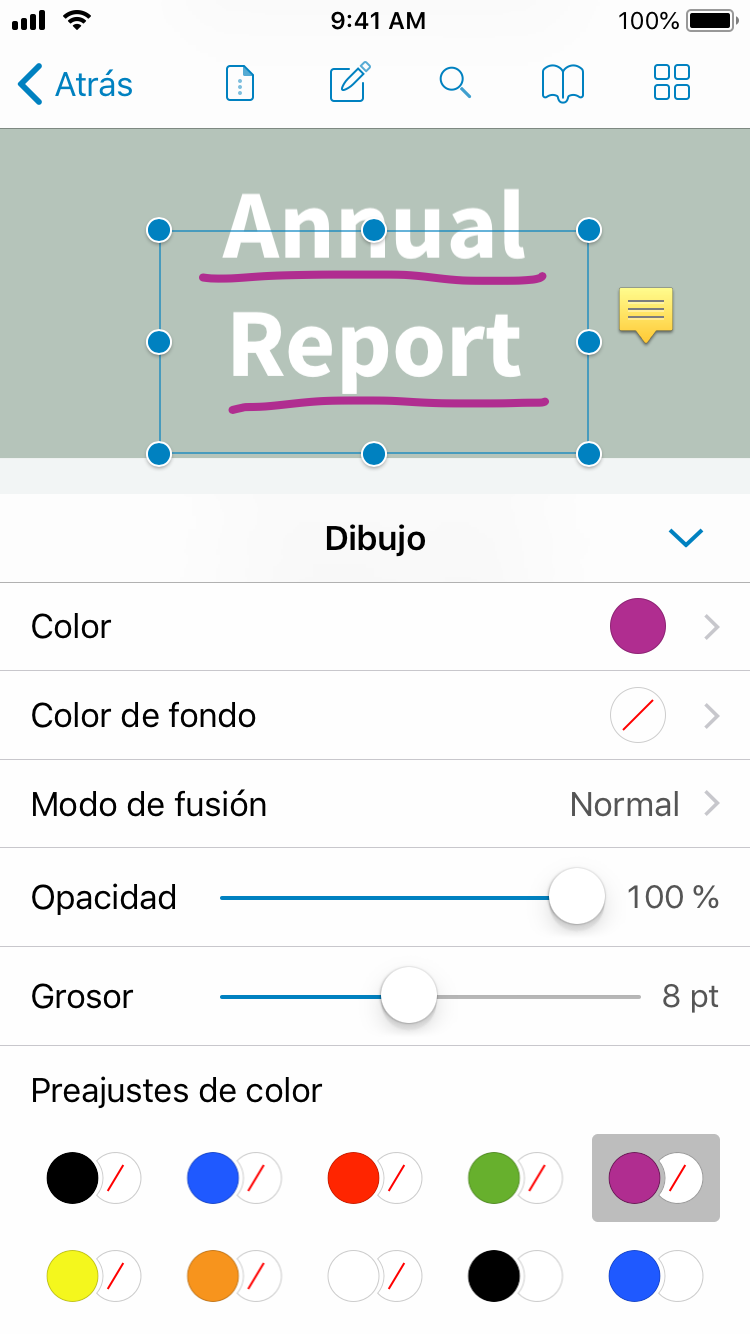 9:41 AM
100%
Atrás
Annual
Report
Dibujo
Color
Color de fondo
Modo de fusión Normal
Opacidad 100 %
Grosor 8 pt
Preajustes de color